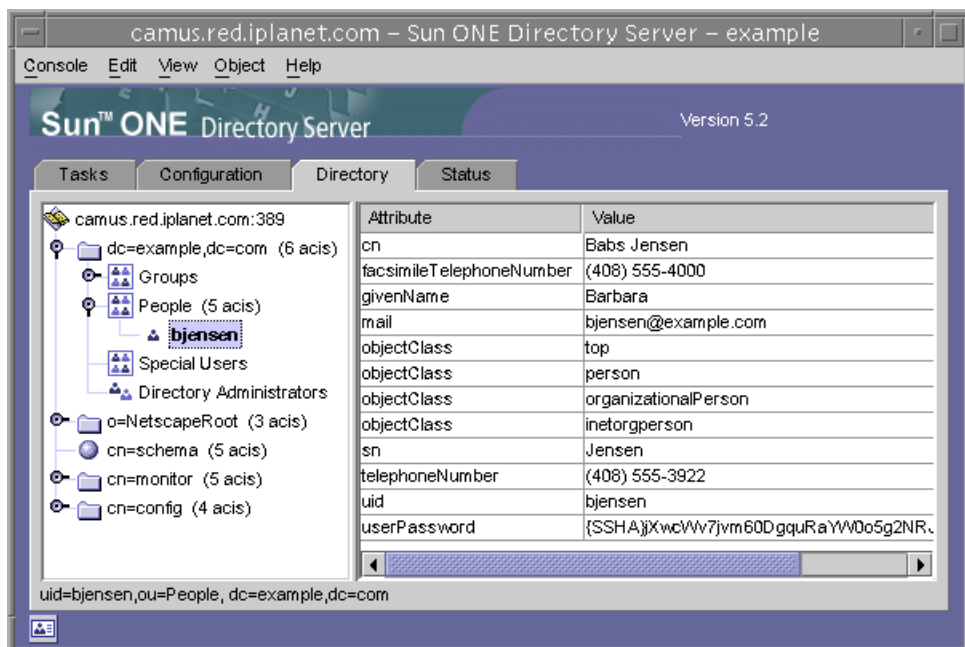 camus.red.iplanet.com – Sun ONE Directory Server – example
Console Edit View Object Help
Sun™ ONE Directory Server
Version 5.2
Tasks Configuration Directory Status
camus.red.iplanet.com:389
dc=example,dc=com (6 acis)
Groups
People (5 acis)
bjensen
Special Users
Directory Administrators
o=NetscapeRoot (3 acis)
cn=schema (5 acis)
cn=monitor (5 acis)
cn=config (4 acis)
Attribute Value
cn Babs Jensen
facsimileTelephoneNumber (408) 555-4000
givenName Barbara
mail bjensen@example.com
objectClass top
objectClass person
objectClass organizationalPerson
objectClass inetorgperson
sn Jensen
telephoneNumber (408) 555-3922
uid bjensen
userPassword
uid=bjensen,ou=People, dc=example,dc=com